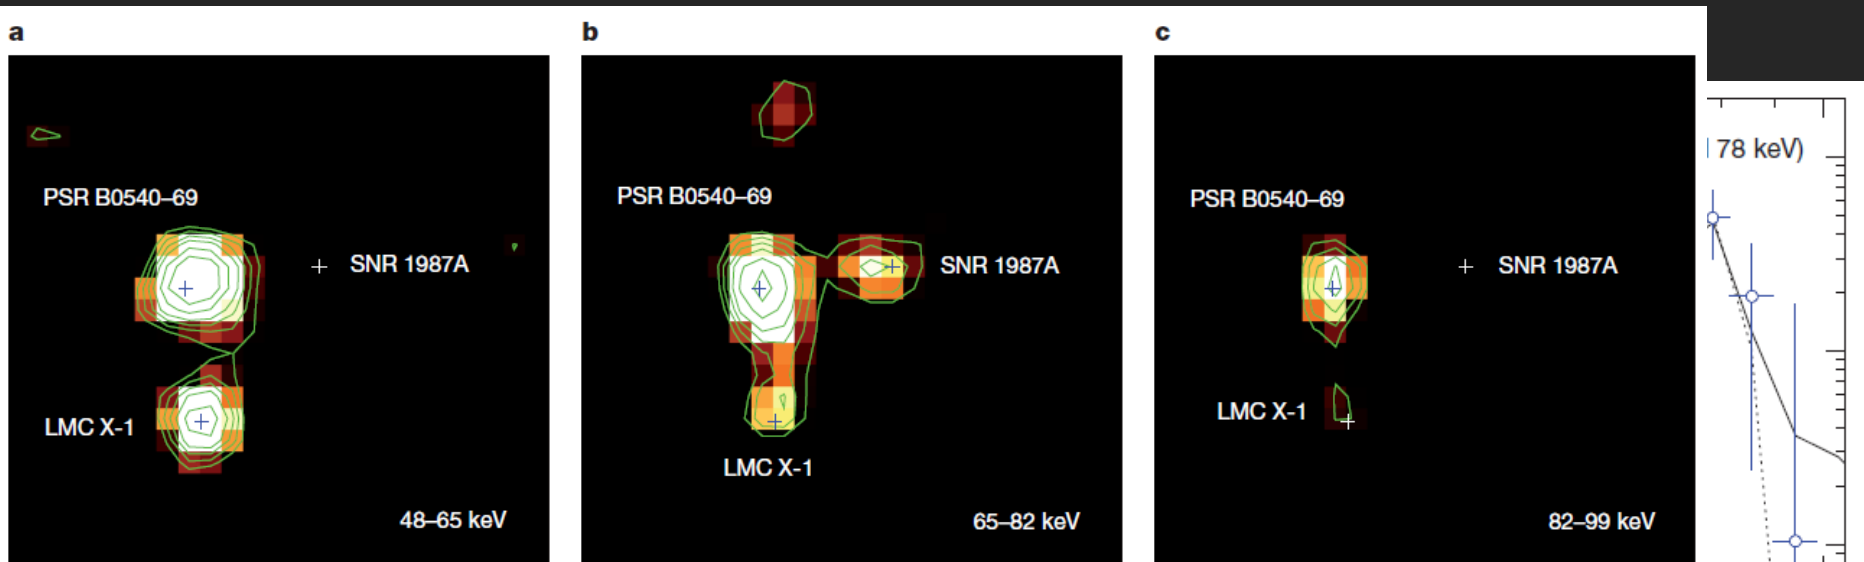 a
PSR B0540–69
SNR 1987A
LMC X-1
48–65 keV
b
PSR B0540–69
SNR 1987A
LMC X-1
65–82 keV
c
PSR B0540–69
SNR 1987A
LMC X-1
82–99 keV
78 keV)